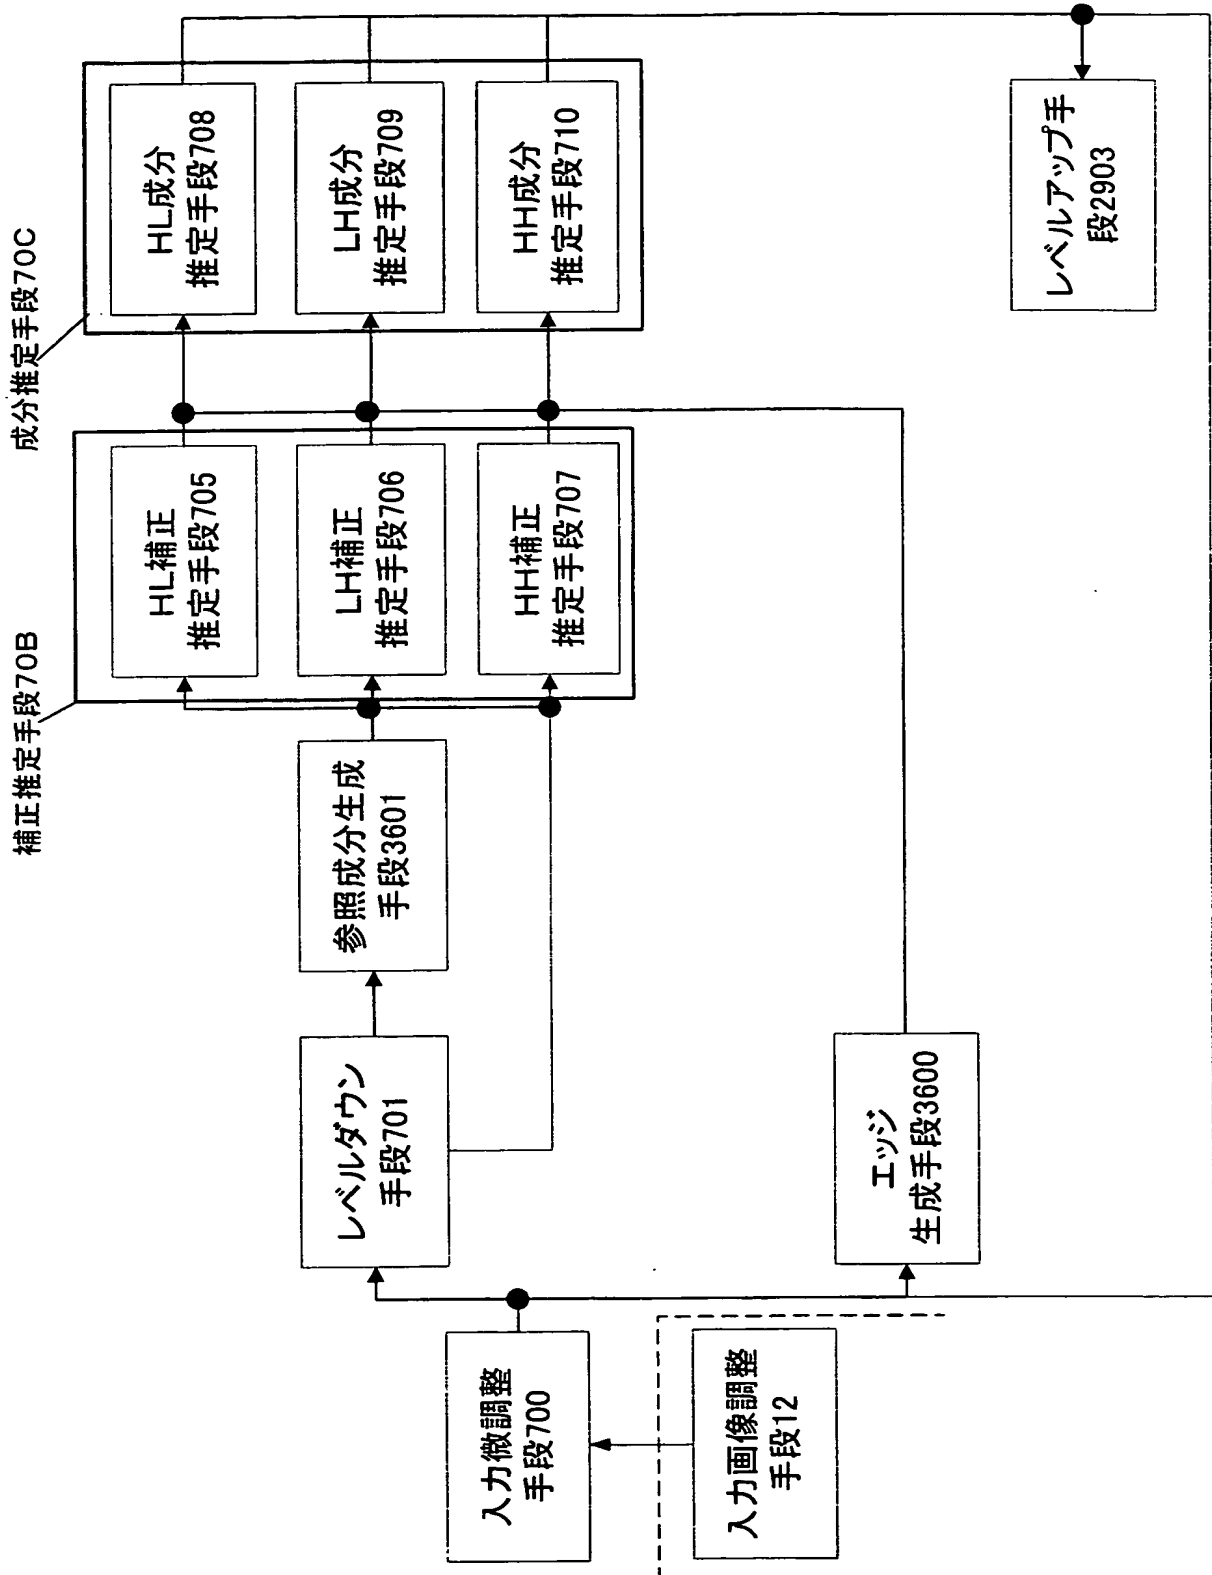 補正推定手段70B
成分推定手段70C
HL補正
推定手段705
HL成分
推定手段708
参照成分生成
手段3601
LH補正
推定手段706
LH成分
推定手段709
レベルダウン
手段701
HH補正
推定手段707
HH成分
推定手段710
入力微調整
手段700
入力画像調整
手段12
エッジ
生成手段3600
レベルアップ手
段2903